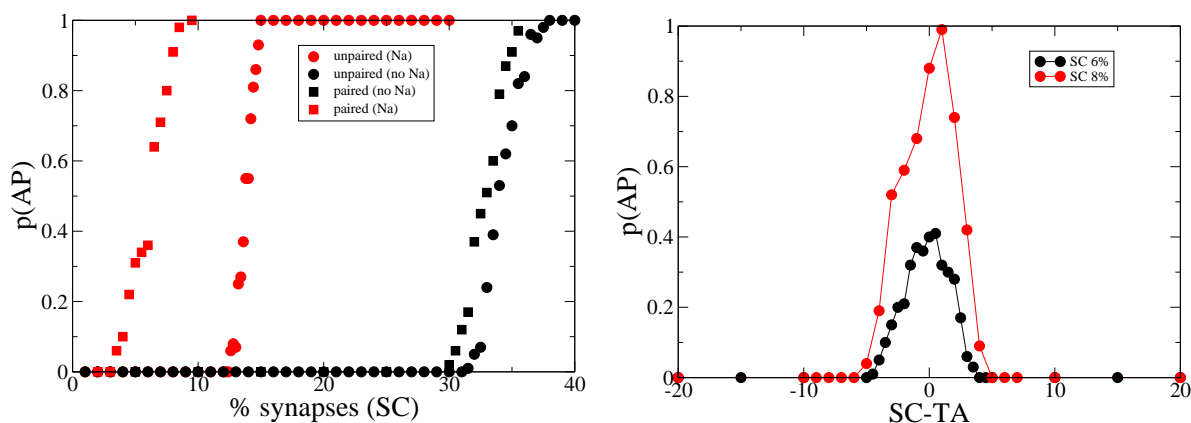 p(AP)
1
0.8
0.6
0.4
0.2
0
unpaired (Na)
unpaired (no Na)
paired (no Na)
paired (Na)
0 10 20 30 40
% synapses (SC)
p(AP)
1
0.8
0.6
0.4
0.2
0
SC 6%
SC 8%
-20 -10 0 10 20
SC-TA